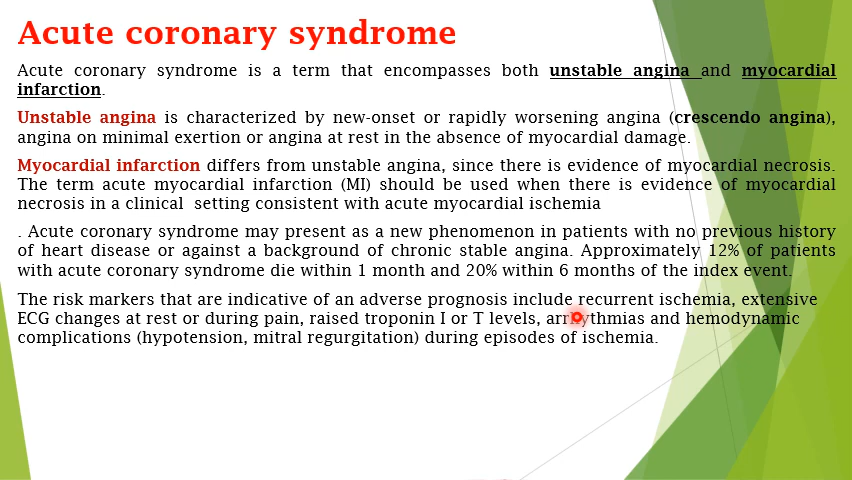 Acute coronary syndrome
Acute coronary syndrome is a term that encompasses both unstable angina and myocardial
infarction.
Unstable angina is characterized by new-onset or rapidly worsening angina (crescendo angina),
angina on minimal exertion or angina at rest in the absence of myocardial damage.
Myocardial infarction differs from unstable angina, since there is evidence of myocardial necrosis.
The term acute myocardial infarction (MI) should be used when there is evidence of myocardial
necrosis in a clinical setting consistent with acute myocardial ischemia
. Acute coronary syndrome may present as a new phenomenon in patients with no previous history
of heart disease or against a background of chronic stable angina. Approximately 12% of patients
with acute coronary syndrome die within 1 month and 20% within 6 months of the index event.
The risk markers that are indicative of an adverse prognosis include recurrent ischemia, extensive
ECG changes at rest or during pain, raised troponin I or T levels, arrhythmias and hemodynamic
complications (hypotension, mitral regurgitation) during episodes of ischemia.